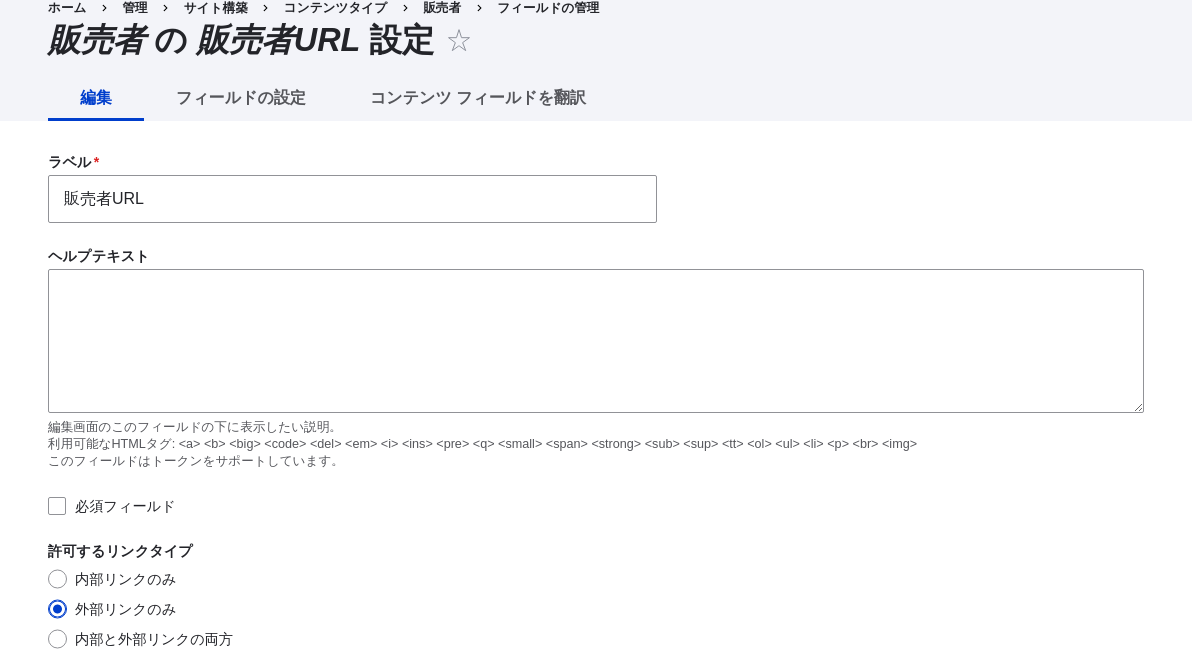 ホーム › 管理 › サイト構築 › コンテンツタイプ › 販売者 › フィールドの管理
販売者 の 販売者URL 設定 ☆
編集 フィールドの設定 コンテンツ フィールドを翻訳
ラベル*
販売者URL
ヘルプテキスト
編集画面のこのフィールドの下に表示したい説明。
利用可能なHTMLタグ: <a> <b> <big> <code> <del> <em> <i> <ins> <pre> <q> <small> <span> <strong> <sub> <sup> <tt> <ol> <ul> <li> <p> <br> <img>
このフィールドはトークンをサポートしています。
必須フィールド
許可するリンクタイプ
内部リンクのみ
外部リンクのみ
内部と外部リンクの両方